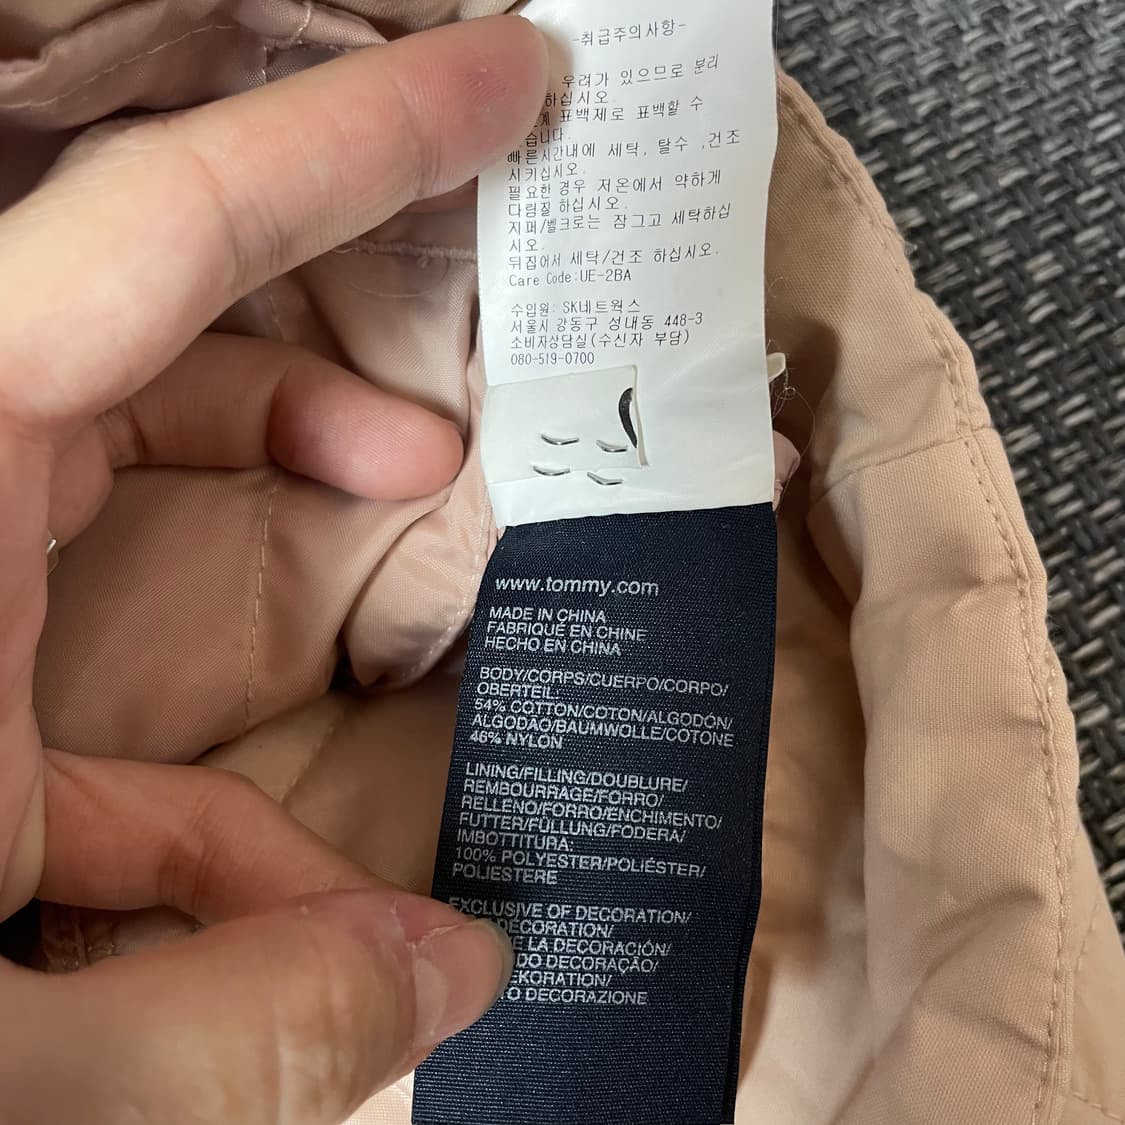 -취급주의사항-
우려가 있으므로 분리
하십시오.
표백제로 표백할 수
습니다.
빠른시간내에 세탁, 탈수 ,건조
시키십시오.
필요한 경우 저온에서 약하게
다림질 하십시오.
지퍼/벨크로는 잠그고 세탁하십
시오.
뒤집어서 세탁/건조 하십시오.
Care Code:UE-2BA
수입원: SK네트웍스
서울시 강동구 성내동 448-3
소비자상담실(수신자 부담)
080-519-0700
www.tommy.com
MADE IN CHINA
FABRIQUÉ EN CHINE
HECHO EN CHINA
BODY/CORPS/CUERPO/CORPO/
OBERTEIL:
54% COTTON/COTON/ALGODÓN/
ALGODÃO/BAUMWOLLE/COTONE
46% NYLON
LINING/FILLING/DOUBLURE/
REMBOURRAGE/FORRO/
RELLENO/FORRO/ENCHIMENTO/
FUTTER/FÜLLUNG/FODERA/
IMBOTTITURA:
100% POLYESTER/POLIÉSTER/
POLIESTERE
EXCLUSIVE OF DECORATION/
DECORATION/
LA DECORACIÓN/
DO DECORAÇÃO/
EKORATION/
DECORAZIONE